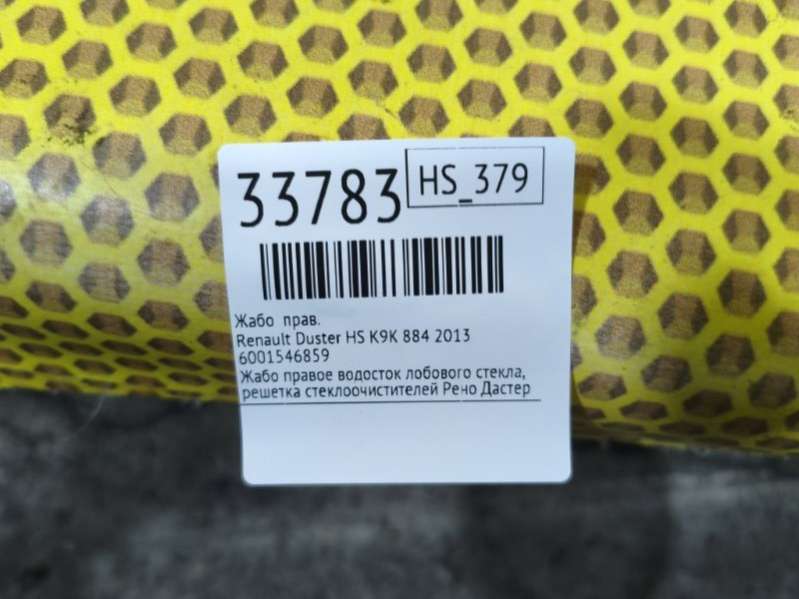 33783
HS_379
Жабо прав.
Renault Duster HS K9K 884 2013
6001546859
Жабо правое водосток лобового стекла,
решетка стеклоочистителей Рено Дастер